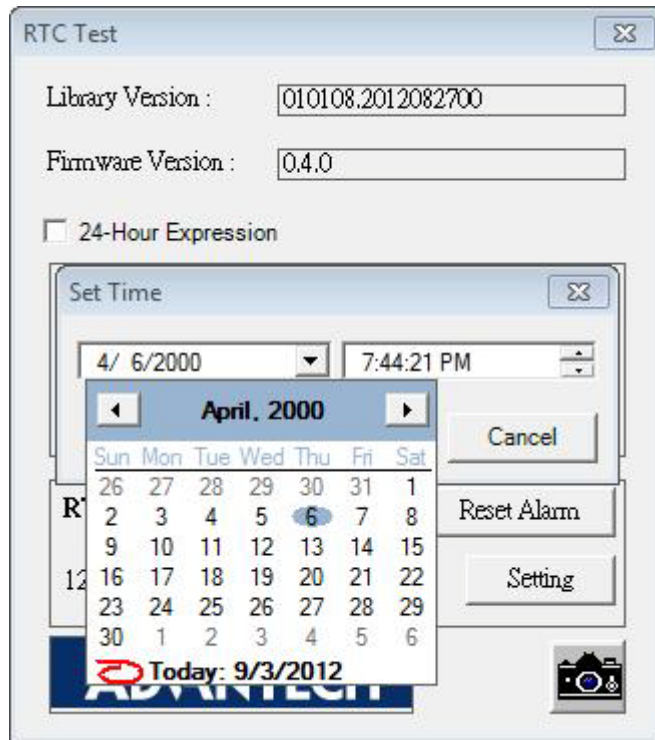 RTC Test
Library Version : 010108.2012082700
Firmware Version : 0.4.0
24-Hour Expression
Set Time
4/ 6/2000 7:44:21 PM
April, 2000
Cancel
Sun Mon Tue Wed Thu Fri Sat
26 27 28 29 30 31 1
2 3 4 5 6 7 8
Reset Alarm
9 10 11 12 13 14 15
16 17 18 19 20 21 22
Setting
23 24 25 26 27 28 29
30 1 2 3 4 5 6
Today: 9/3/2012